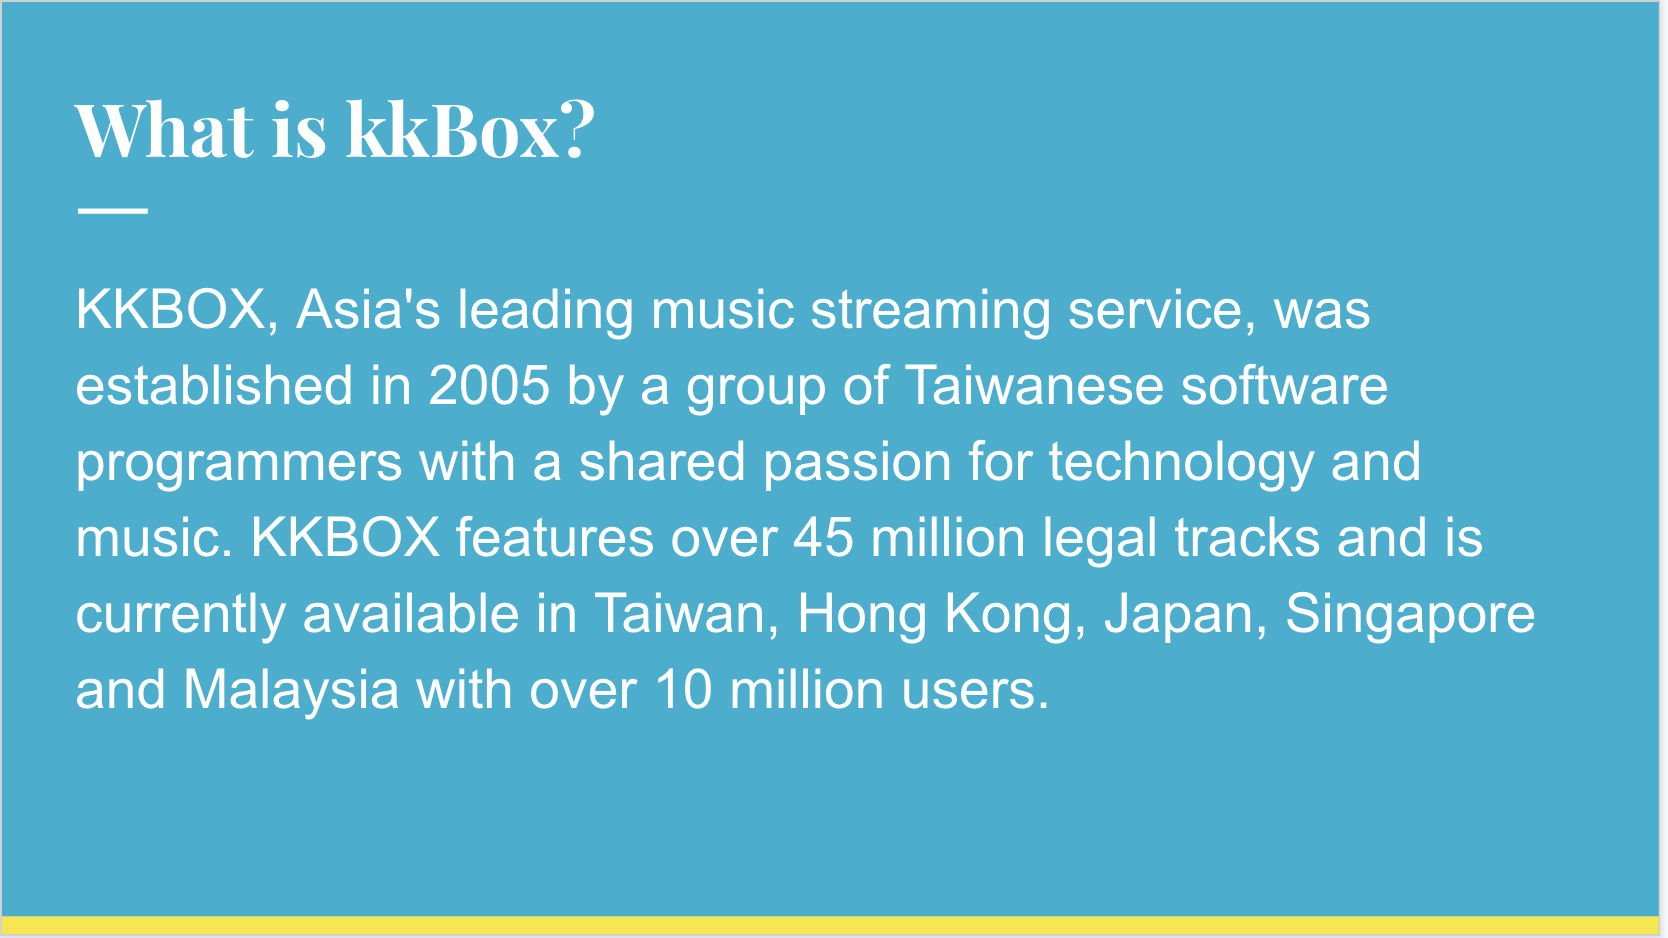 What is kkBox?
KKBOX, Asia's leading music streaming service, was
established in 2005 by a group of Taiwanese software
programmers with a shared passion for technology and
music. KKBOX features over 45 million legal tracks and is
currently available in Taiwan, Hong Kong, Japan, Singapore
and Malaysia with over 10 million users.